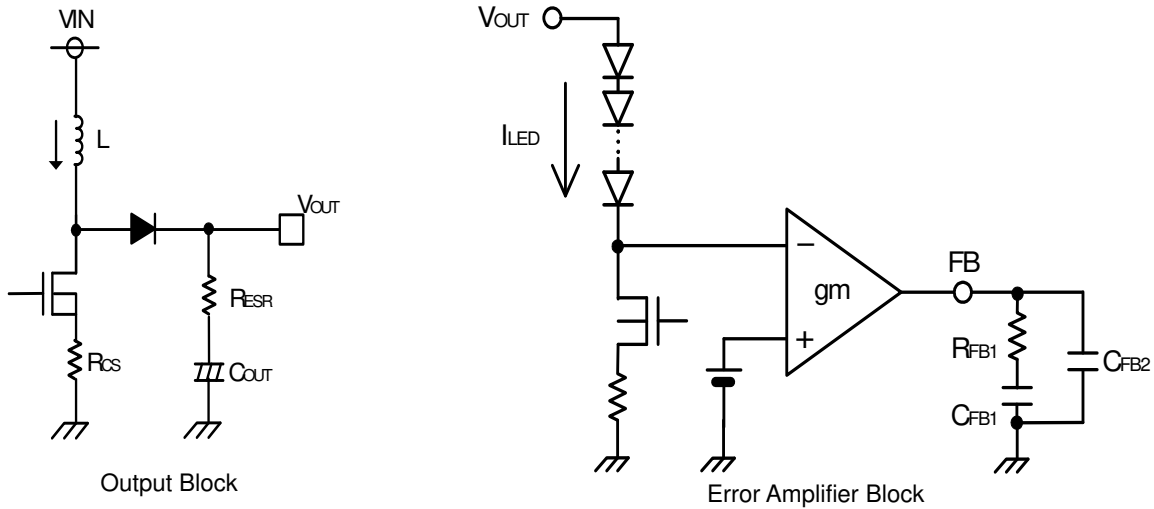 VIN
L
VOUT
RESR
RCS
COUT
Output Block
VOUT
ILED
−
gm
+
FB
RFB1
CFB2
CFB1
Error Amplifier Block